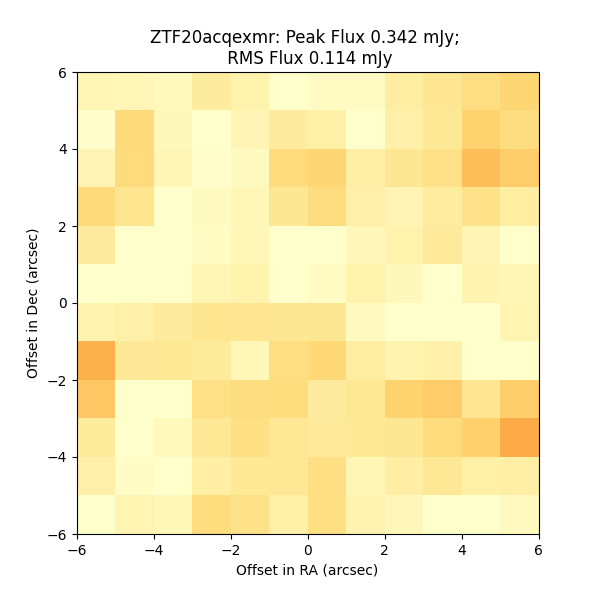 ZTF20acqexmr: Peak Flux 0.342 mJy;
RMS Flux 0.114 mJy
6
4
2
0
−2
−4
−6
Offset in Dec (arcsec)
−6 −4 −2 0 2 4 6
Offset in RA (arcsec)